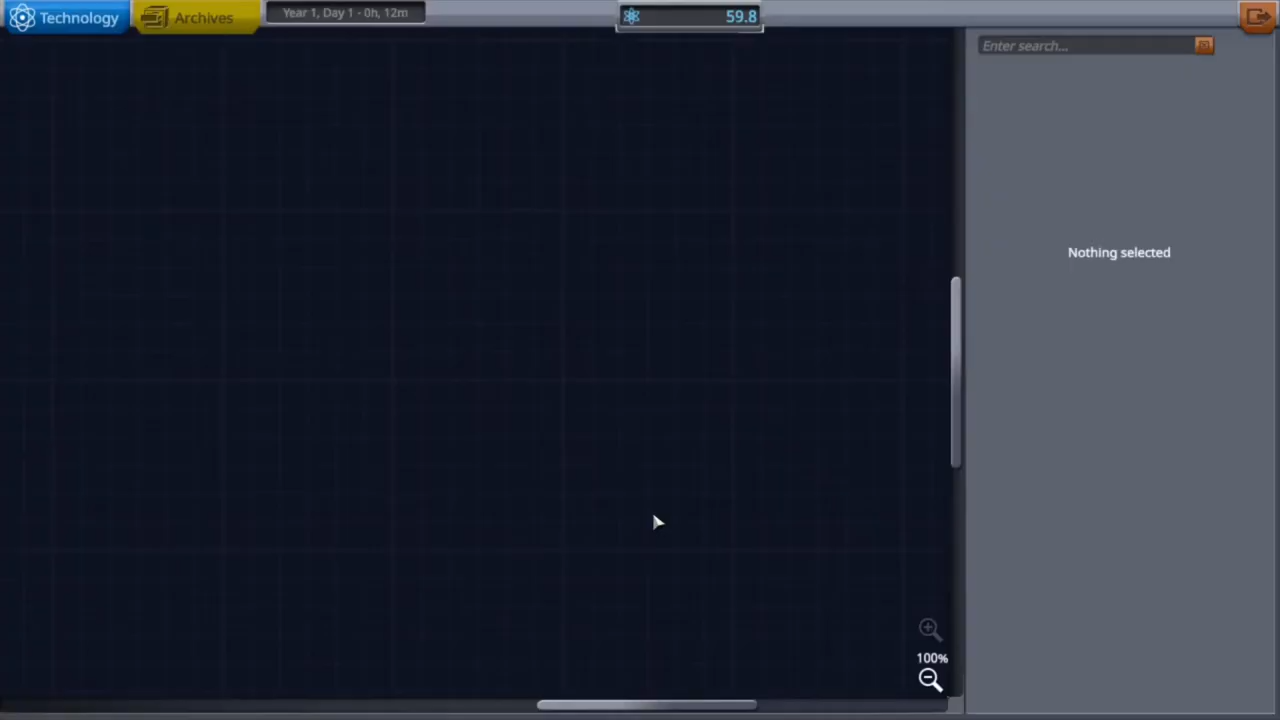 Technology
Archives
Year 1, Day 1 - 0h, 12m
59.8
Enter search...
Nothing selected
100%